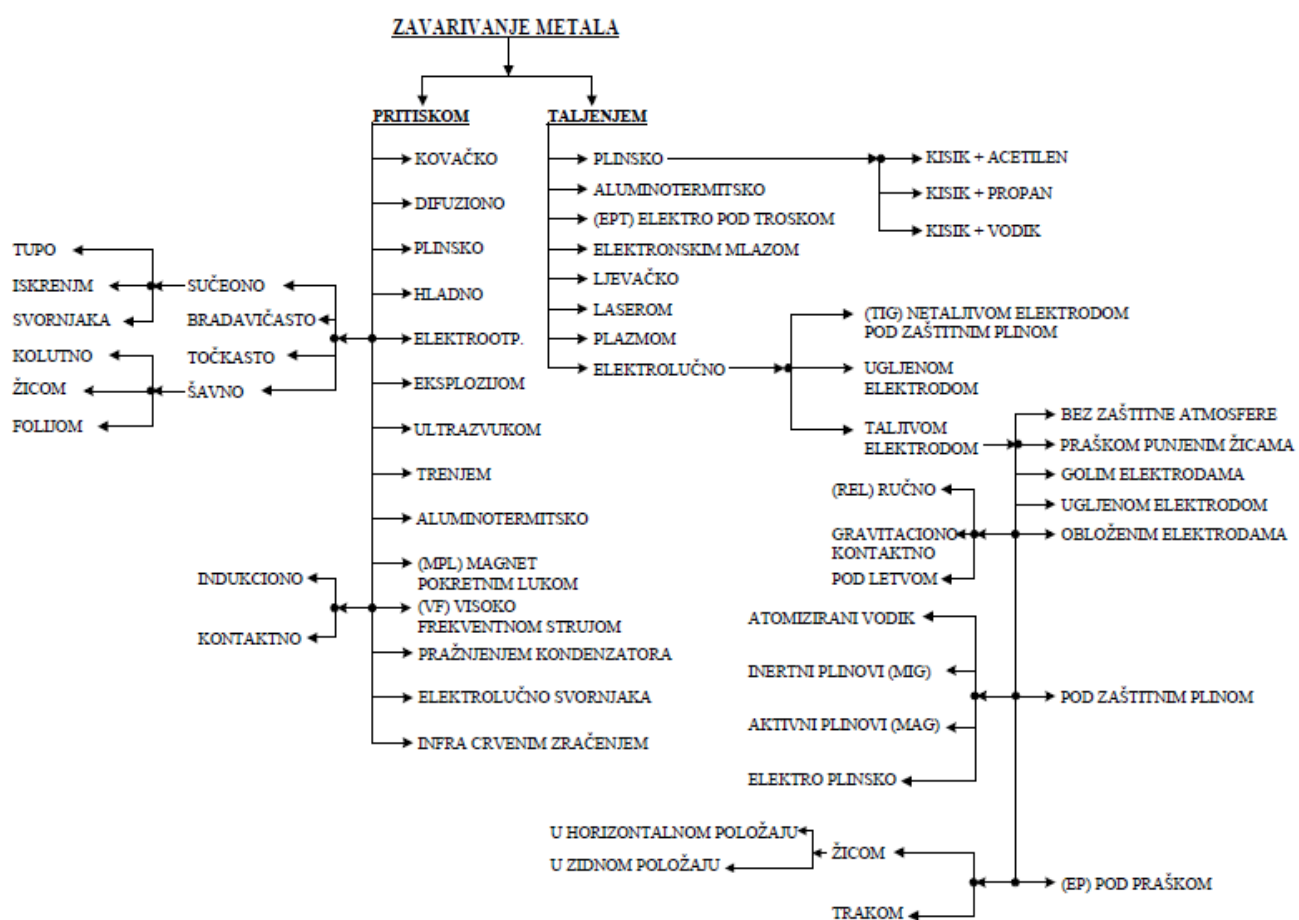 ZAVARIVANJE METALA
PRITISKOM
KOVAČKO
DIFUZIONO
PLINSKO
HLADNO
ELEKTROOTP.
EKSPLOZIJOM
ULTRAZVUKOM
TRENJEM
ALUMINOTERMITSKO
(MPL) MAGNET
POKRETNIM LUKOM
(VF) VISOKO
FREKVENTNOM STRUJOM
PRAŽNJENJEM KONDENZATORA
ELEKTROLUČNO SVORNJAKA
INFRA CRVENIM ZRAČENJEM
SUČEONO
BRADAVIČASTO
TOČKASTO
ŠAVNO
TUPO
ISKRENJM
SVORNJAKA
KOLUTNO
ŽICOM
FOLIJOM
INDUKCIONO
KONTAKTNO
TALJENJEM
PLINSKO
ALUMINOTERMITSKO
(EPT) ELEKTRO POD TROSKOM
ELEKTRONSKIM MLAZOM
LJEVAČKO
LASEROM
PLAZMOM
ELEKTROLUČNO
KISIK + ACETILEN
KISIK + PROPAN
KISIK + VODIK
(TIG) NETALJIVOM ELEKTRODOM
POD ZAŠTITNIM PLINOM
UGLJENOM
ELEKTRODOM
TALJIVOM
ELEKTRODOM
BEZ ZAŠTITNE ATMOSFERE
PRAŠKOM PUNJENIM ŽICAMA
GOLIM ELEKTRODAMA
UGLJENOM ELEKTRODOM
OBLOŽENIM ELEKTRODAMA
(REL) RUČNO
GRAVITACIONO
KONTAKTNO
POD LETVOM
POD ZAŠTITNIM PLINOM
ATOMIZIRANI VODIK
INERTNI PLINOVI (MIG)
AKTIVNI PLINOVI (MAG)
ELEKTRO PLINSKO
(EP) POD PRAŠKOM
ŽICOM
TRAKOM
U HORIZONTALNOM POLOŽAJU
U ZIDNOM POLOŽAJU